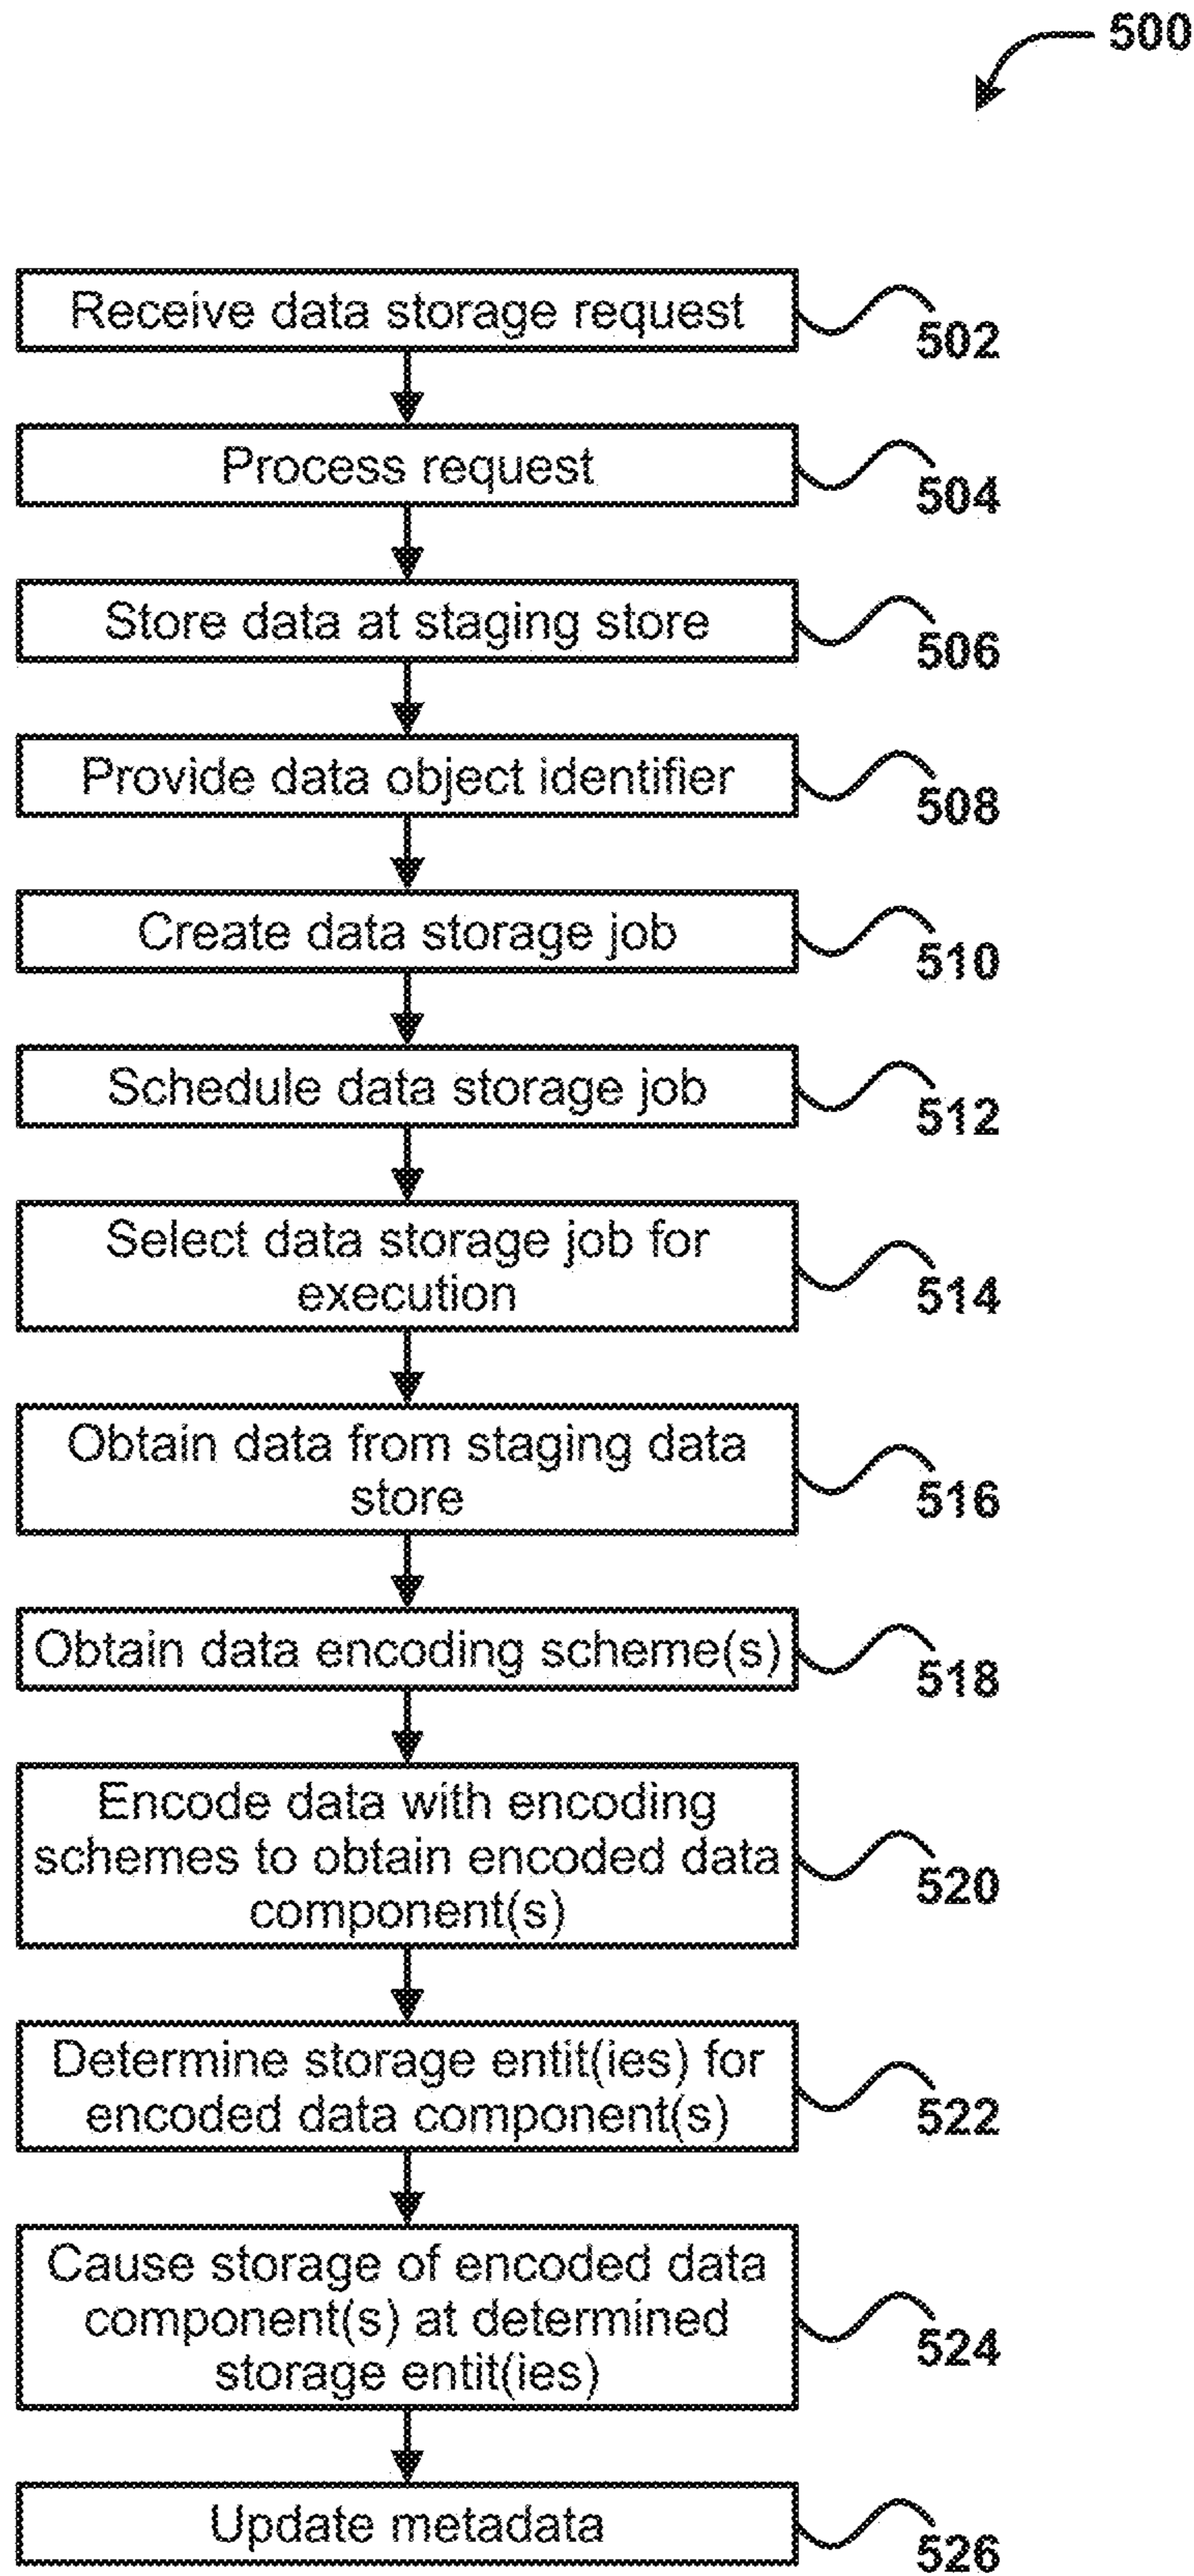 500
Receive data storage request
502
Process request
504
Store data at staging store
506
Provide data object identifier
508
Create data storage job
510
Schedule data storage job
512
Select data storage job for
execution
514
Obtain data from staging data
store
516
Obtain data encoding scheme(s)
518
Encode data with encoding
schemes to obtain encoded data
component(s)
520
Determine storage entit(ies) for
encoded data component(s)
522
Cause storage of encoded data
component(s) at determined
storage entit(ies)
524
Update metadata
526